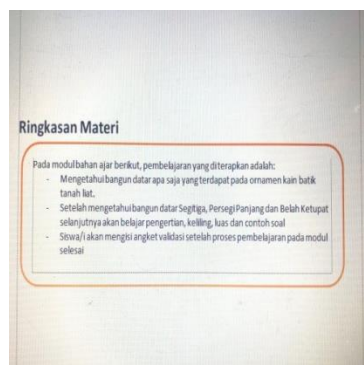 Ringkasan Materi
Pada modul bahan ajar berikut, pembelajaran yang diterapkan adalah:
- Mengetahui bangun datar apa saja yang terdapat pada ornamen kain batik
tanah liat.
- Setelah mengetahui bangun datar Segitiga, Persegi Panjang dan Belah Ketupat
selanjutnya akan belajar pengertian, keliling, luas dan contoh soal
- Siswa/i akan mengisi angket validasi setelah proses pembelajaran pada modul
selesai